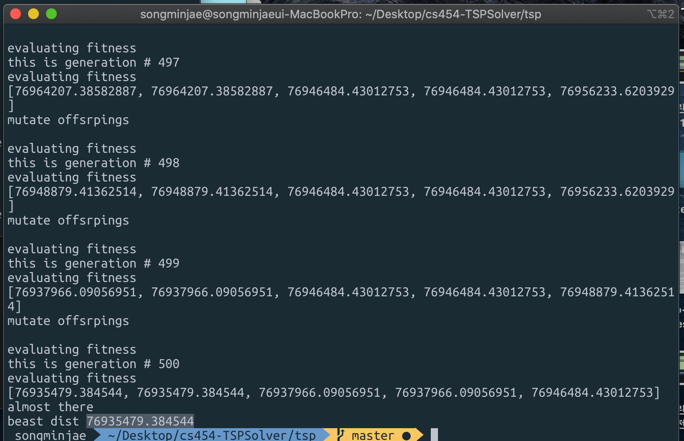 songminjae@songminjaeui-MacBookPro: ~/Desktop/cs454-TSPSolver/tsp
⌥⌘2
evaluating fitness
this is generation # 497
evaluating fitness
[76964207.38582887, 76964207.38582887, 76946484.43012753, 76946484.43012753, 76956233.6203929
]
mutate offsrpings
evaluating fitness
this is generation # 498
evaluating fitness
[76948879.41362514, 76948879.41362514, 76946484.43012753, 76946484.43012753, 76956233.6203929
]
mutate offsrpings
evaluating fitness
this is generation # 499
evaluating fitness
[76937966.09056951, 76937966.09056951, 76946484.43012753, 76946484.43012753, 76948879.4136251
4]
mutate offsrpings
evaluating fitness
this is generation # 500
evaluating fitness
[76935479.384544, 76935479.384544, 76937966.09056951, 76937966.09056951, 76946484.43012753]
almost there
beast dist 76935479.384544
songminjae ~/Desktop/cs454-TSPSolver/tsp master ●